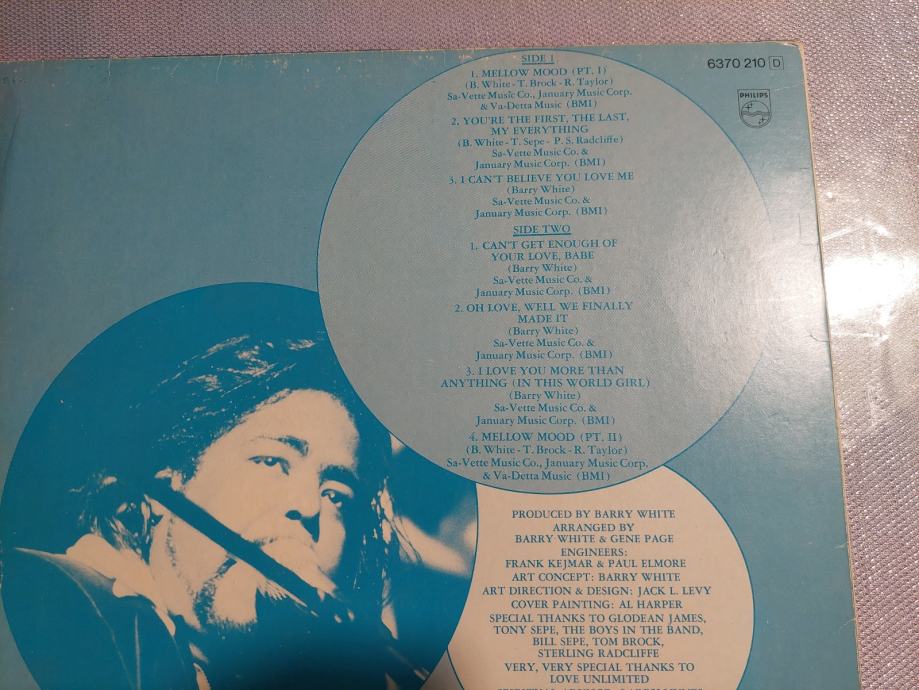 6370 210 D
PHILIPS
SIDE 1
1. MELLOW MOOD (PT. I)
(B. White - T. Brock - R. Taylor)
Sa-Vette Music Co., January Music Corp.
& Va-Detta Music (BMI)
2. YOU'RE THE FIRST, THE LAST,
MY EVERYTHING
(B. White - T. Sepe - P. S. Radcliffe)
Sa-Vette Music Co. &
January Music Corp. (BMI)
3. I CAN'T BELIEVE YOU LOVE ME
(Barry White)
Sa-Vette Music Co. &
January Music Corp. (BMI)
SIDE TWO
1. CAN'T GET ENOUGH OF
YOUR LOVE, BABE
(Barry White)
Sa-Vette Music Co. &
January Music Corp. (BMI)
2. OH LOVE, WELL WE FINALLY
MADE IT
(Barry White)
Sa-Vette Music Co. &
January Music Corp. (BMI)
3. I LOVE YOU MORE THAN
ANYTHING (IN THIS WORLD GIRL)
(Barry White)
Sa-Vette Music Co. &
January Music Corp. (BMI)
4. MELLOW MOOD (PT. II)
(B. White - T. Brock - R. Taylor)
Sa-Vette Music Co., January Music Corp,
& Va-Detta Music (BMI)
PRODUCED BY BARRY WHITE
ARRANGED BY
BARRY WHITE & GENE PAGE
ENGINEERS:
FRANK KEJMAR & PAUL ELMORE
ART CONCEPT: BARRY WHITE
ART DIRECTION & DESIGN: JACK L. LEVY
COVER PAINTING: AL HARPER
SPECIAL THANKS TO GLODEAN JAMES,
TONY SEPE, THE BOYS IN THE BAND,
BILL SEPE, TOM BROCK,
STERLING RADCLIFFE
VERY, VERY SPECIAL THANKS TO
LOVE UNLIMITED